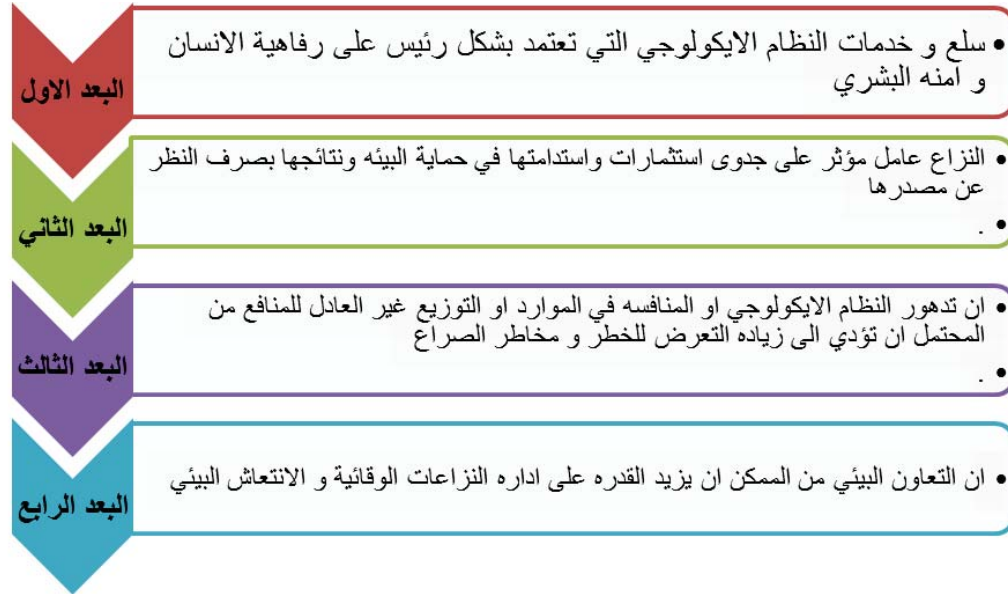 البعد الاول
• سلع و خدمات النظام الايكولوجي التي تعتمد بشكل رئيس على رفاهية الانسان
و امنه البشري
البعد الثاني
• النزاع عامل مؤثر على جدوى استثمارات واستدامتها في حماية البيئه ونتائجها بصرف النظر
عن مصدرها
• .
البعد الثالث
• ان تدهور النظام الايكولوجي او المنافسه في الموارد او التوزيع غير العادل للمنافع من
المحتمل ان تؤدي الى زياده التعرض للخطر و مخاطر الصراع
• .
البعد الرابع
• ان التعاون البيئي من الممكن ان يزيد القدره على اداره النزاعات الوقائية و الانتعاش البيئي